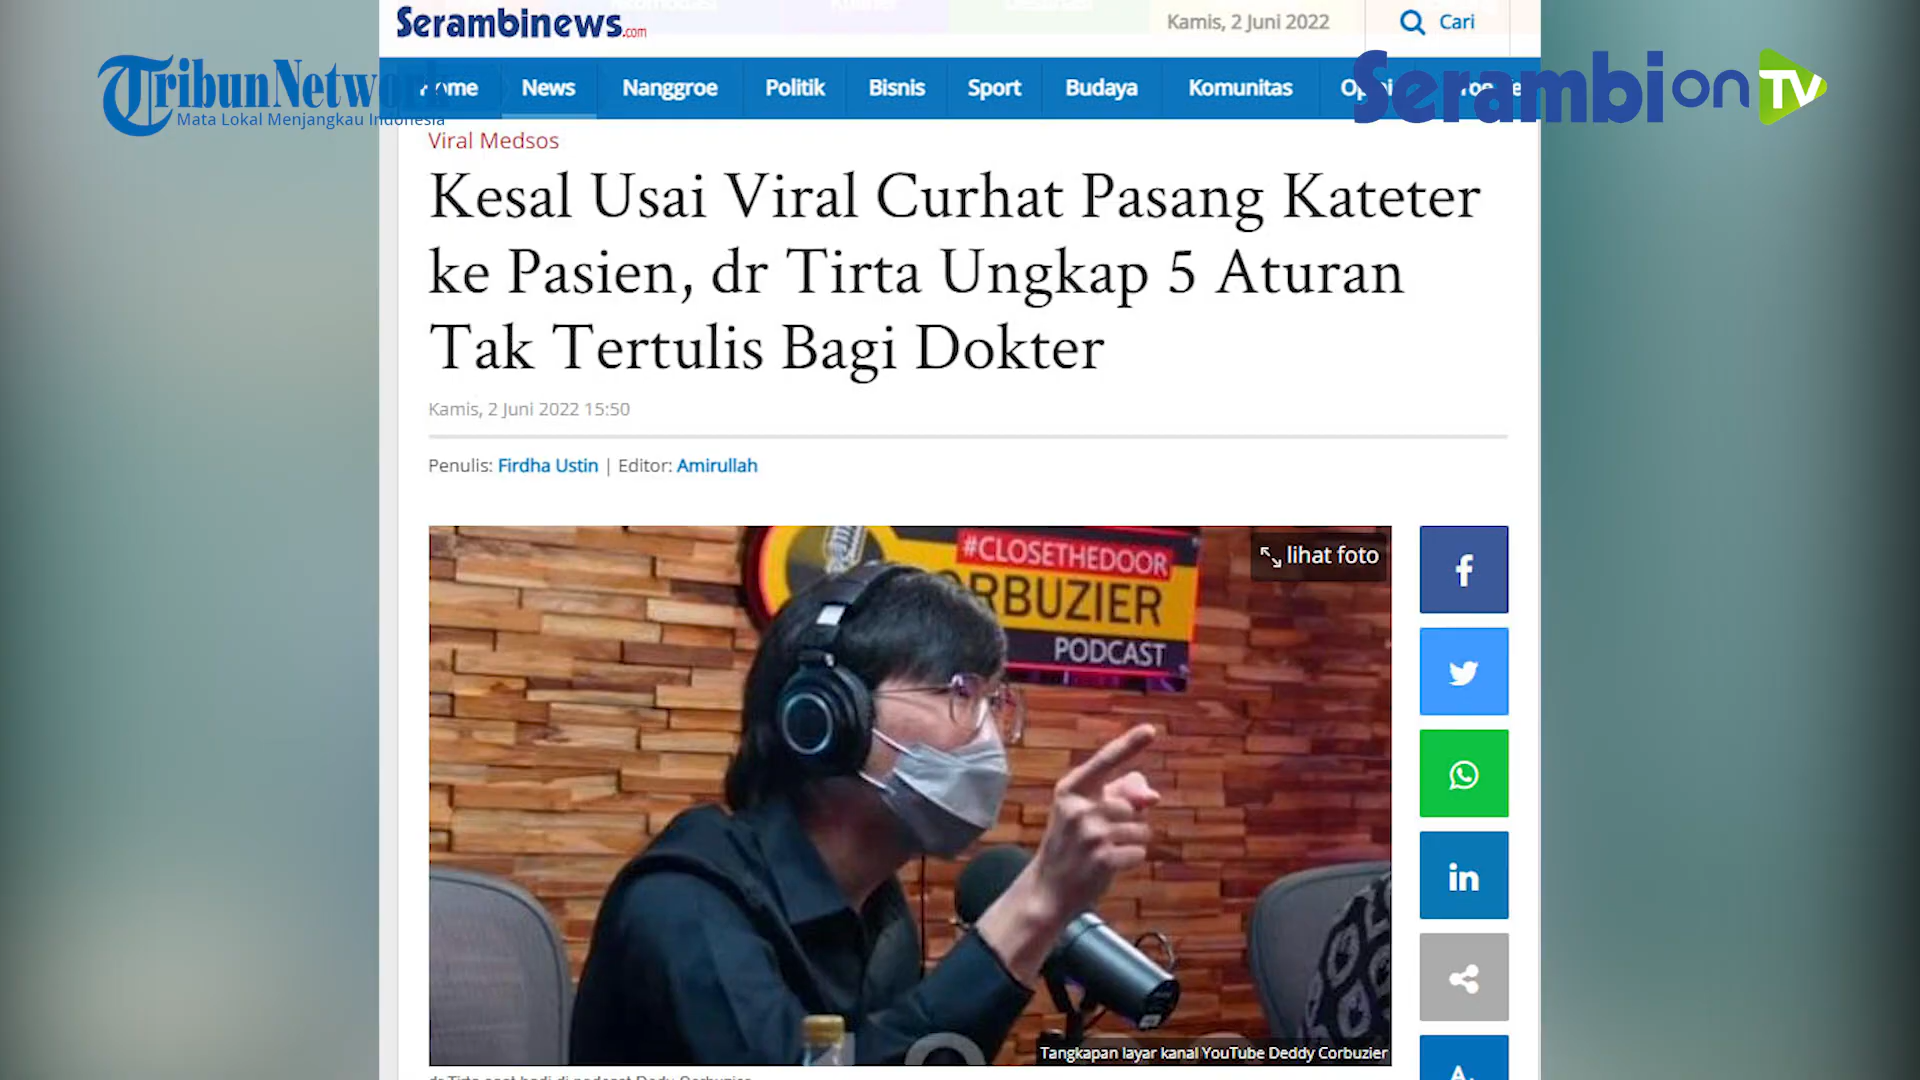 Serambinews.com
Kamis, 2 Juni 2022
Cari
TribunNetwork
Mata Lokal Menjangkau Indonesia
SerambionTV
Home News Nanggroe Politik Bisnis Sport Budaya Komunitas
Viral Medsos
Kesal Usai Viral Curhat Pasang Kateter
ke Pasien, dr Tirta Ungkap 5 Aturan
Tak Tertulis Bagi Dokter
Kamis, 2 Juni 2022 15:50
Penulis: Firdha Ustin | Editor: Amirullah
#CLOSETHEDOOR
lihat foto
RBUZIER
PODCAST
Tangkapan layar kanal YouTube Deddy Corbuzier